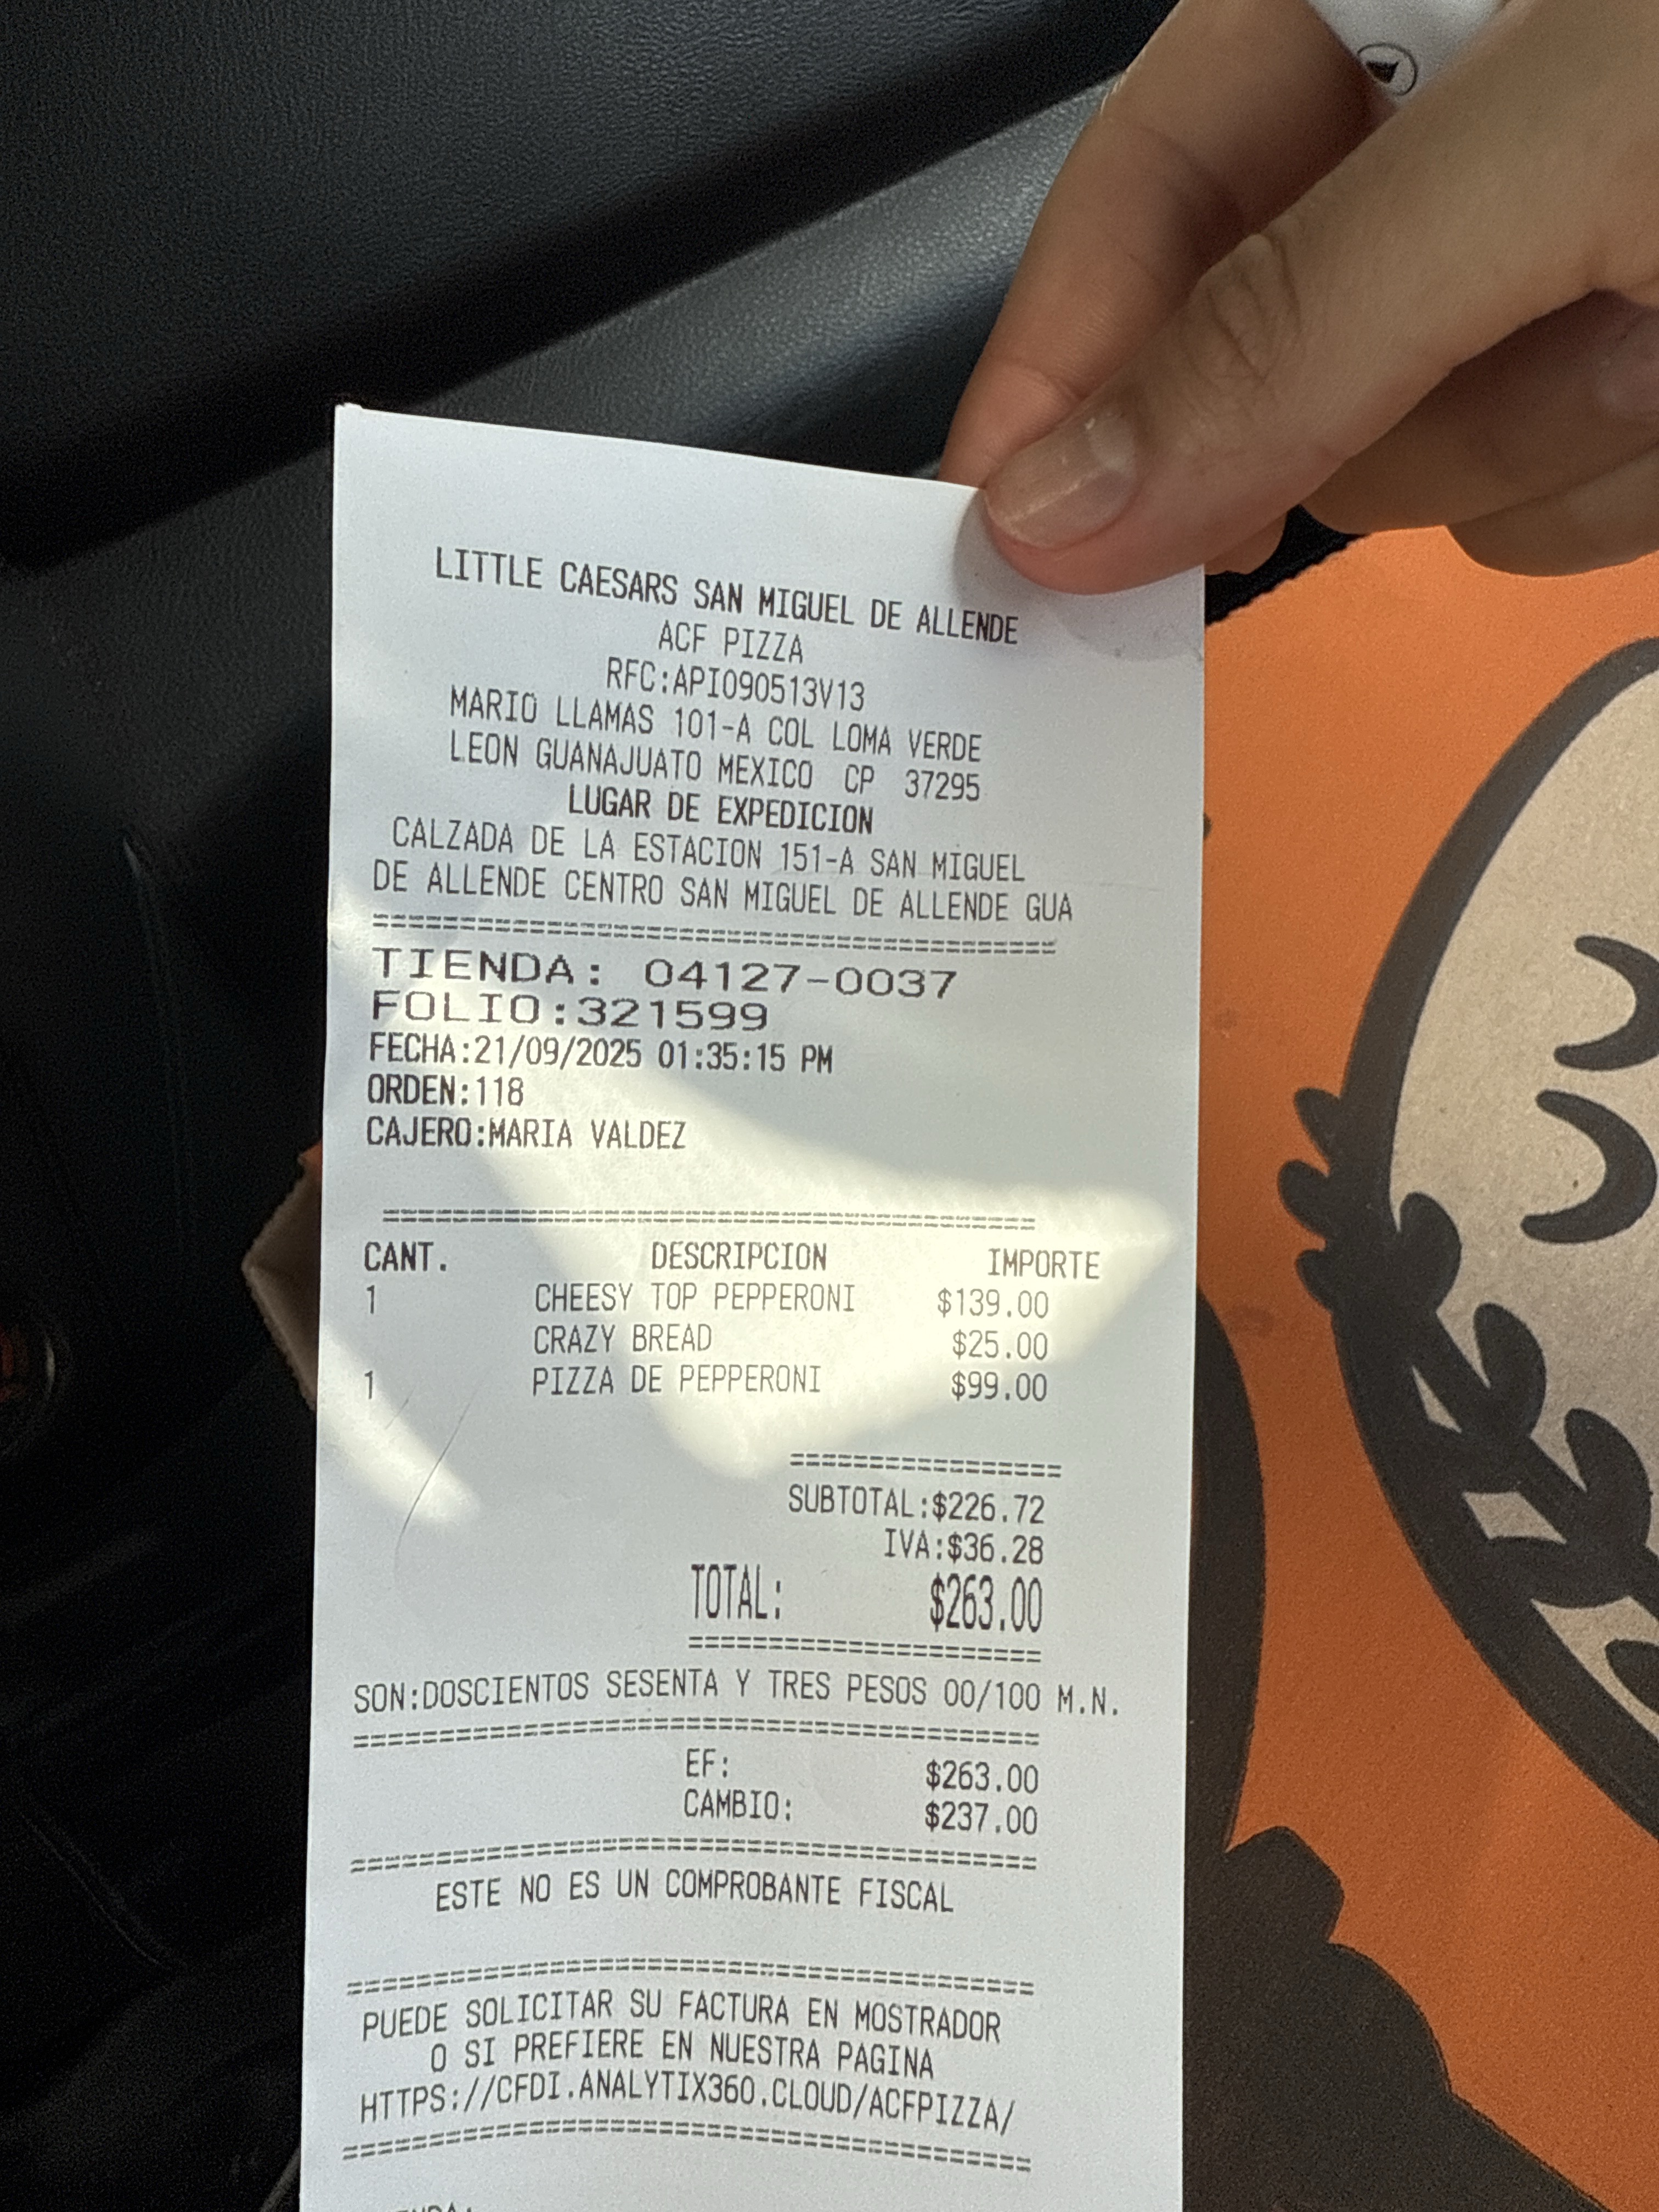 LITTLE CAESARS SAN MIGUEL DE ALLENDE
ACF PIZZA
RFC:API090513V13
MARIO LLAMAS 101-A COL LOMA VERDE
LEON GUANAJUATO MEXICO CP 37295
LUGAR DE EXPEDICION
CALZADA DE LA ESTACION 151-A SAN MIGUEL
DE ALLENDE CENTRO SAN MIGUEL DE ALLENDE GUA
TIENDA: 04127-0037
FOLIO:321599
FECHA:21/09/2025 01:35:15 PM
ORDEN:118
CAJERO:MARIA VALDEZ
CANT. DESCRIPCION IMPORTE
1 CHEESY TOP PEPPERONI $139.00
CRAZY BREAD $25.00
1 PIZZA DE PEPPERONI $99.00
SUBTOTAL:$226.72
IVA:$36.28
TOTAL: $263.00
SON:DOSCIENTOS SESENTA Y TRES PESOS 00/100 M.N.
EF: $263.00
CAMBIO: $237.00
ESTE NO ES UN COMPROBANTE FISCAL
PUEDE SOLICITAR SU FACTURA EN MOSTRADOR
O SI PREFIERE EN NUESTRA PAGINA
HTTPS://CFDI.ANALYTIX360.CLOUD/ACFPIZZA/